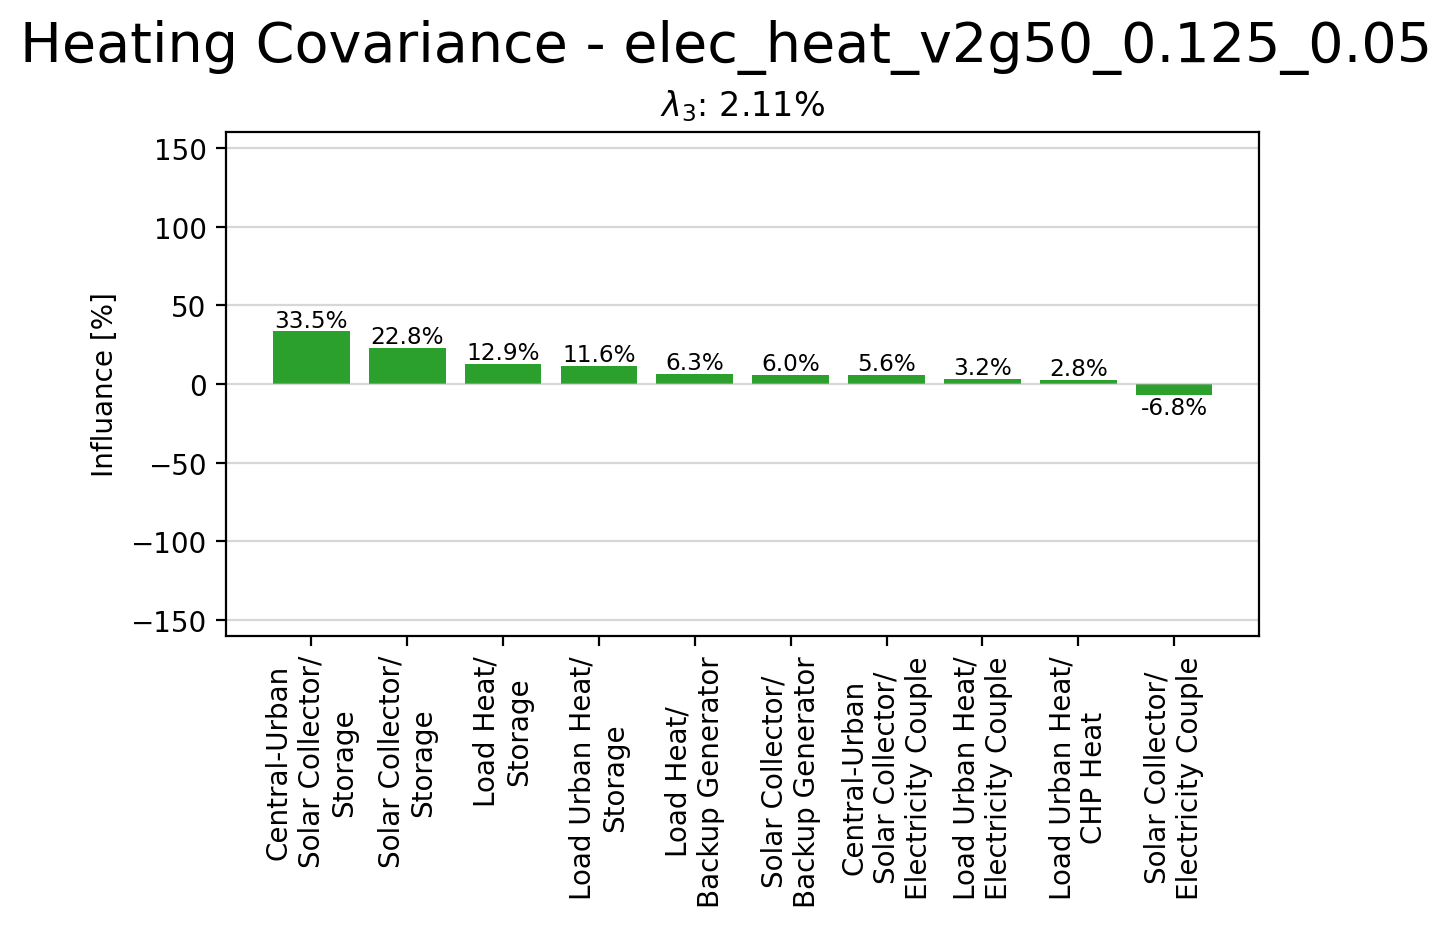 Heating Covariance - elec_heat_v2g50_0.125_0.05
λ₃: 2.11%
Influance [%]
150
100
50
0
−50
−100
−150
33.5%
22.8%
12.9%
11.6%
6.3%
6.0%
5.6%
3.2%
2.8%
-6.8%
Central-Urban
Solar Collector/
Storage
Solar Collector/
Storage
Load Heat/
Storage
Load Urban Heat/
Storage
Load Heat/
Backup Generator
Solar Collector/
Backup Generator
Central-Urban
Solar Collector/
Electricity Couple
Load Urban Heat/
Electricity Couple
Load Urban Heat/
CHP Heat
Solar Collector/
Electricity Couple